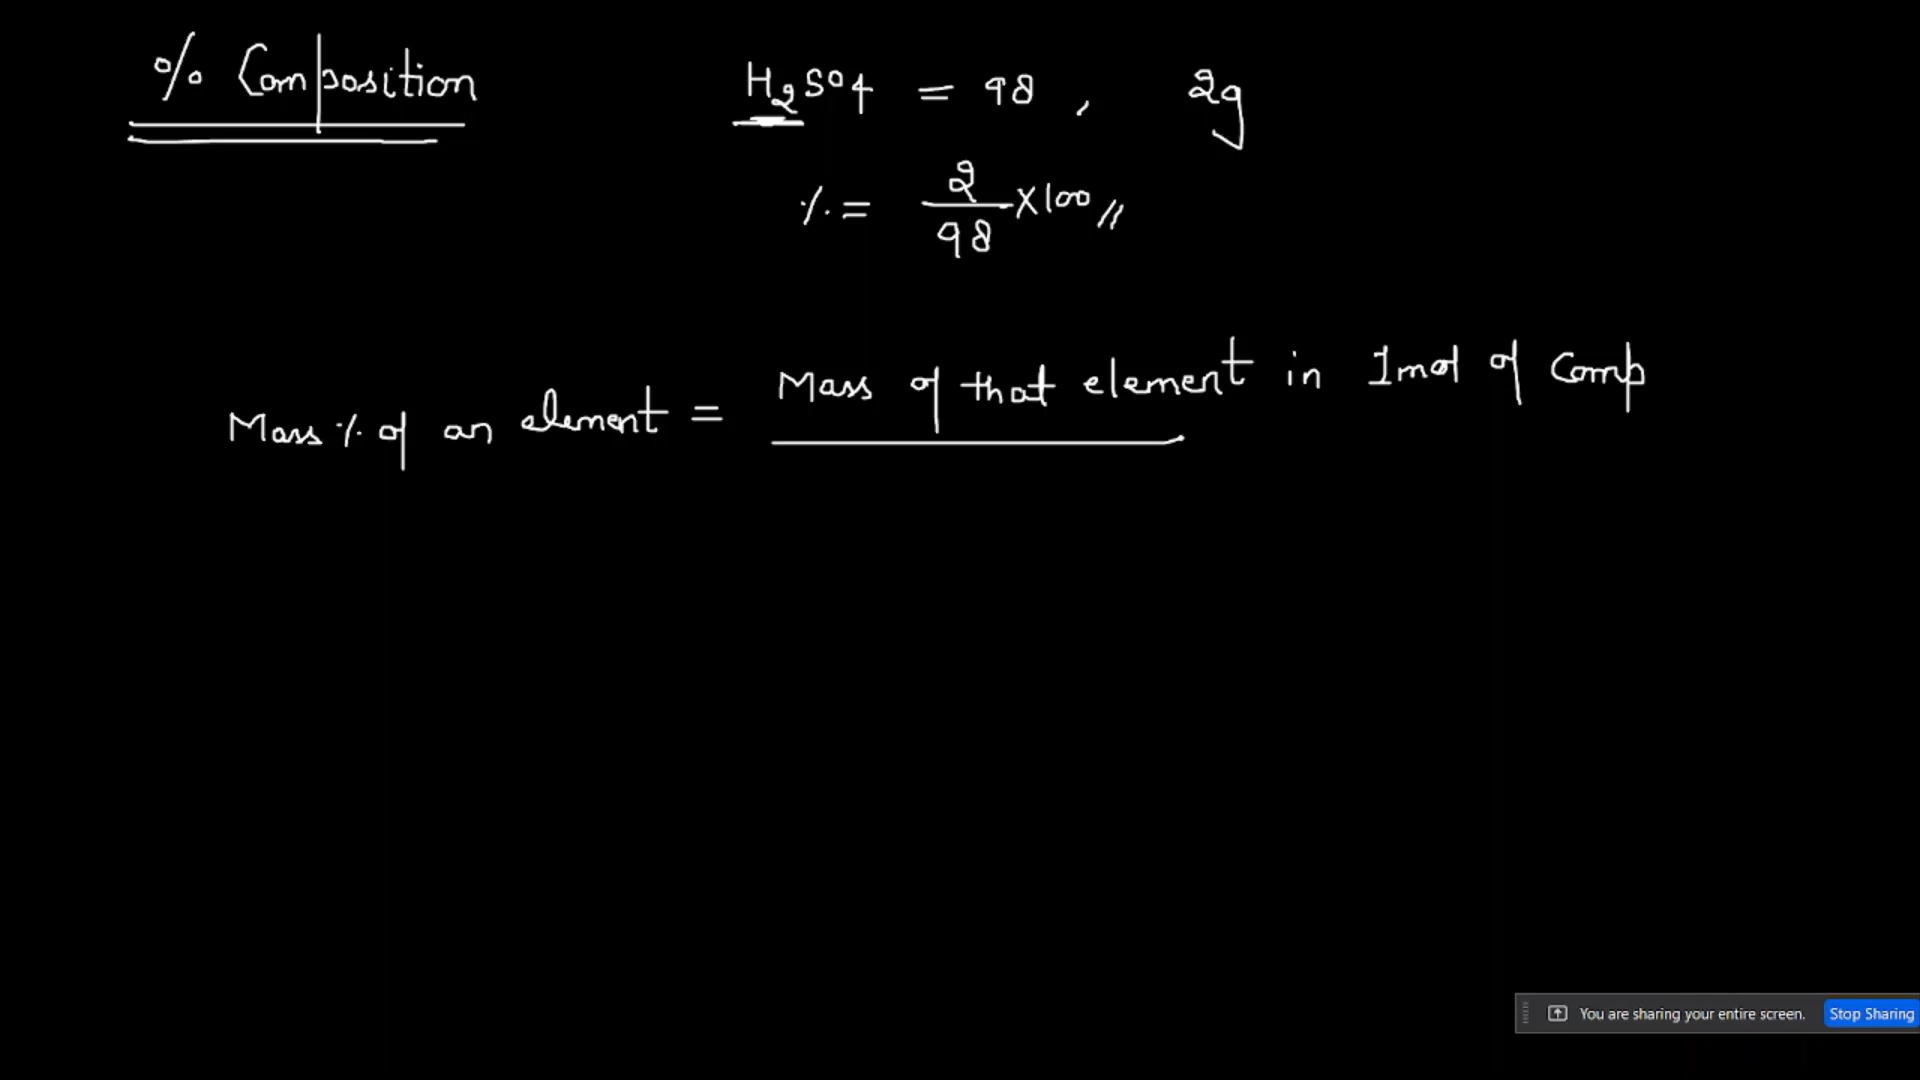 % Composition
H₂SO4 = 98 , 2g
% = 2/98 × 100 //
Mass % of an element = Mass of that element in 1mol of Comp
You are sharing your entire screen. Stop Sharing